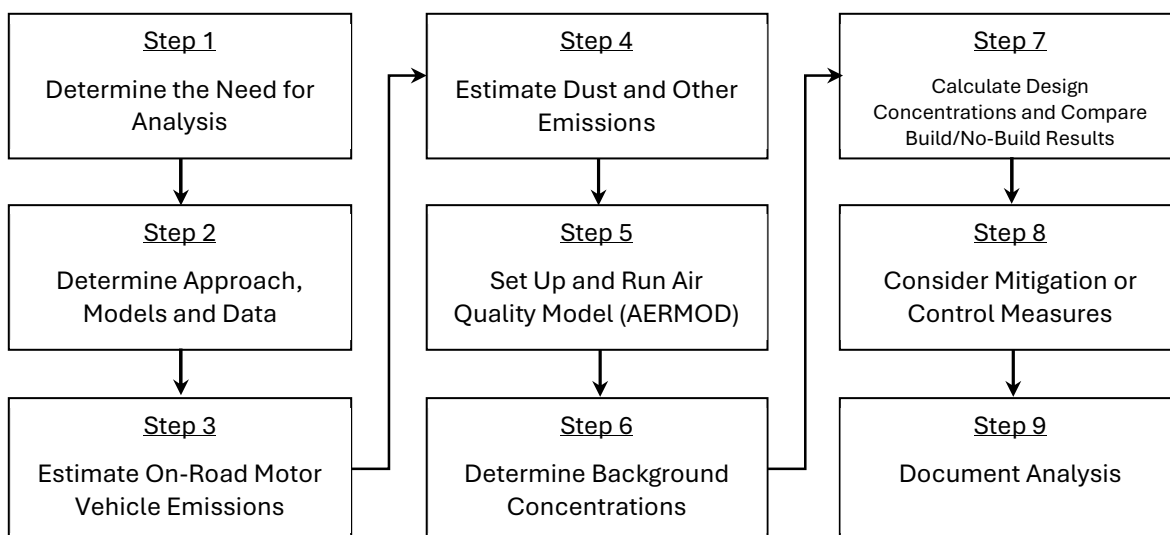 Step 1
Determine the Need for
Analysis
Step 2
Determine Approach,
Models and Data
Step 3
Estimate On-Road Motor
Vehicle Emissions
Step 4
Estimate Dust and Other
Emissions
Step 5
Set Up and Run Air
Quality Model (AERMOD)
Step 6
Determine Background
Concentrations
Step 7
Calculate Design
Concentrations and Compare
Build/No-Build Results
Step 8
Consider Mitigation or
Control Measures
Step 9
Document Analysis